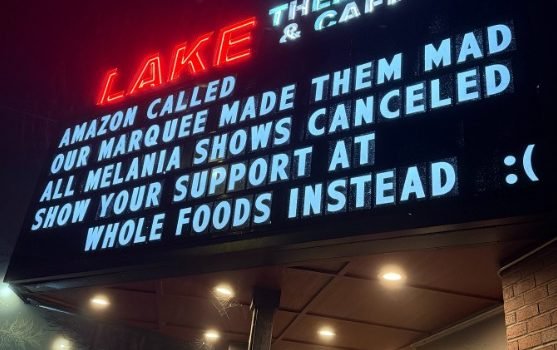 LAKE
& CAFE
AMAZON CALLED
OUR MARQUEE MADE THEM MAD
ALL MELANIA SHOWS CANCELED
SHOW YOUR SUPPORT AT
WHOLE FOODS INSTEAD :(